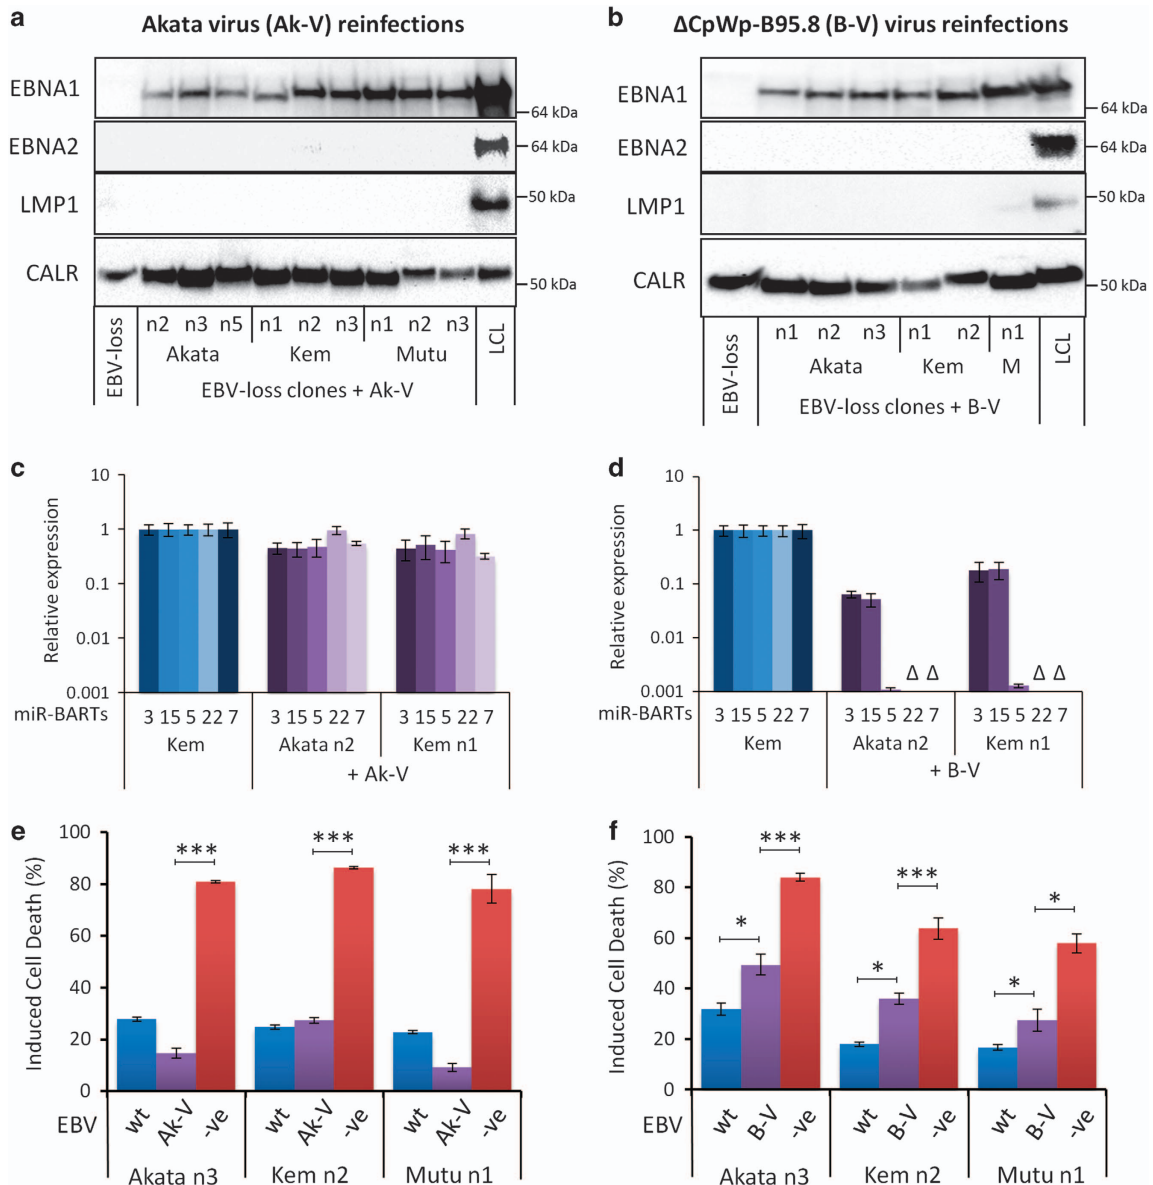 a
Akata virus (Ak-V) reinfections
EBNA1
64 kDa
EBNA2
64 kDa
LMP1
50 kDa
CALR
50 kDa
EBV-loss
n2 n3 n5 n1 n2 n3 n1 n2 n3
LCL
Akata Kem Mutu
EBV-loss clones + Ak-V
b
ΔCpWp-B95.8 (B-V) virus reinfections
EBNA1
64 kDa
EBNA2
64 kDa
LMP1
50 kDa
CALR
50 kDa
EBV-loss
n1 n2 n3 n1 n2 n1
LCL
Akata Kem M
EBV-loss clones + B-V
c
Relative expression
10
1
0.1
0.01
0.001
miR-BARTs
3 15 5 22 7 3 15 5 22 7 3 15 5 22 7
Kem Akata n2 Kem n1
+ Ak-V
d
Relative expression
10
1
0.1
0.01
0.001
Δ Δ Δ Δ
miR-BARTs
3 15 5 22 7 3 15 5 22 7 3 15 5 22 7
Kem Akata n2 Kem n1
+ B-V
e
Induced Cell Death (%)
100
80
60
40
20
0
*** *** ***
EBV
wt Ak-V -ve wt Ak-V -ve wt Ak-V -ve
Akata n3 Kem n2 Mutu n1
f
Induced Cell Death (%)
100
80
60
40
20
0
* *** * *** * *
EBV
wt B-V -ve wt B-V -ve wt B-V -ve
Akata n3 Kem n2 Mutu n1